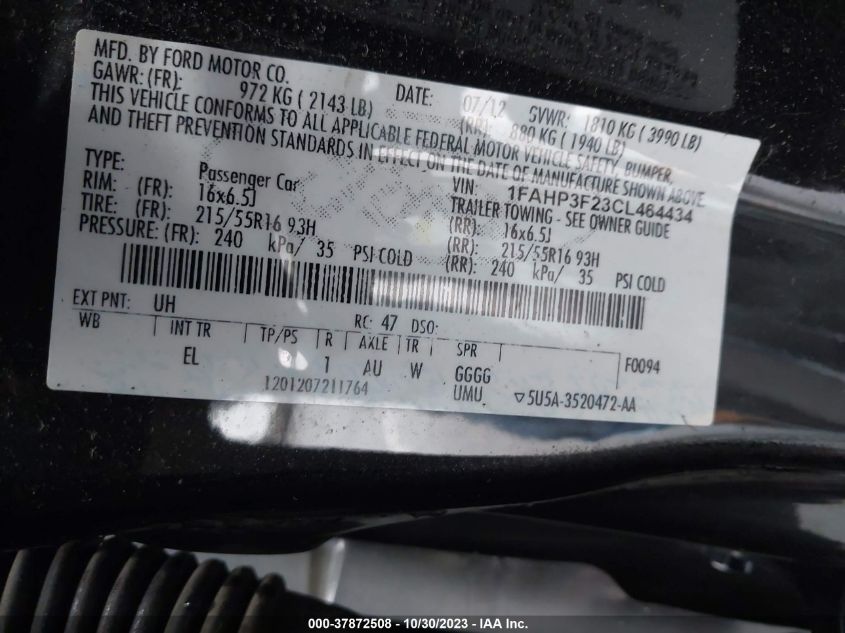 MFD. BY FORD MOTOR CO.
DATE: 07/12 GVWR: 1810 KG ( 3990 LB)
GAWR: (FR): 972 KG ( 2143 LB) (RR): 880 KG ( 1940 LB)
THIS VEHICLE CONFORMS TO ALL APPLICABLE FEDERAL MOTOR VEHICLE SAFETY, BUMPER,
AND THEFT PREVENTION STANDARDS IN EFFECT ON THE DATE OF MANUFACTURE SHOWN ABOVE.
VIN: 1FAHP3F23CL464434
TYPE: Passenger Car TRAILER TOWING - SEE OWNER GUIDE
RIM: (FR): 16x6.5J (RR): 16x6.5J
TIRE: (FR): 215/55R16 93H (RR): 215/55R16 93H
PRESSURE: (FR): 240 kPa/ 35 PSI COLD (RR): 240 kPa/ 35 PSI COLD
EXT PNT: UH RC: 47 DSO:
WB INT TR TP/PS R AXLE TR SPR F0094
EL 1 AU W GGGG
1201207211764 UMU ▽5U5A-3520472-AA
000-37872508 - 10/30/2023 - IAA Inc.